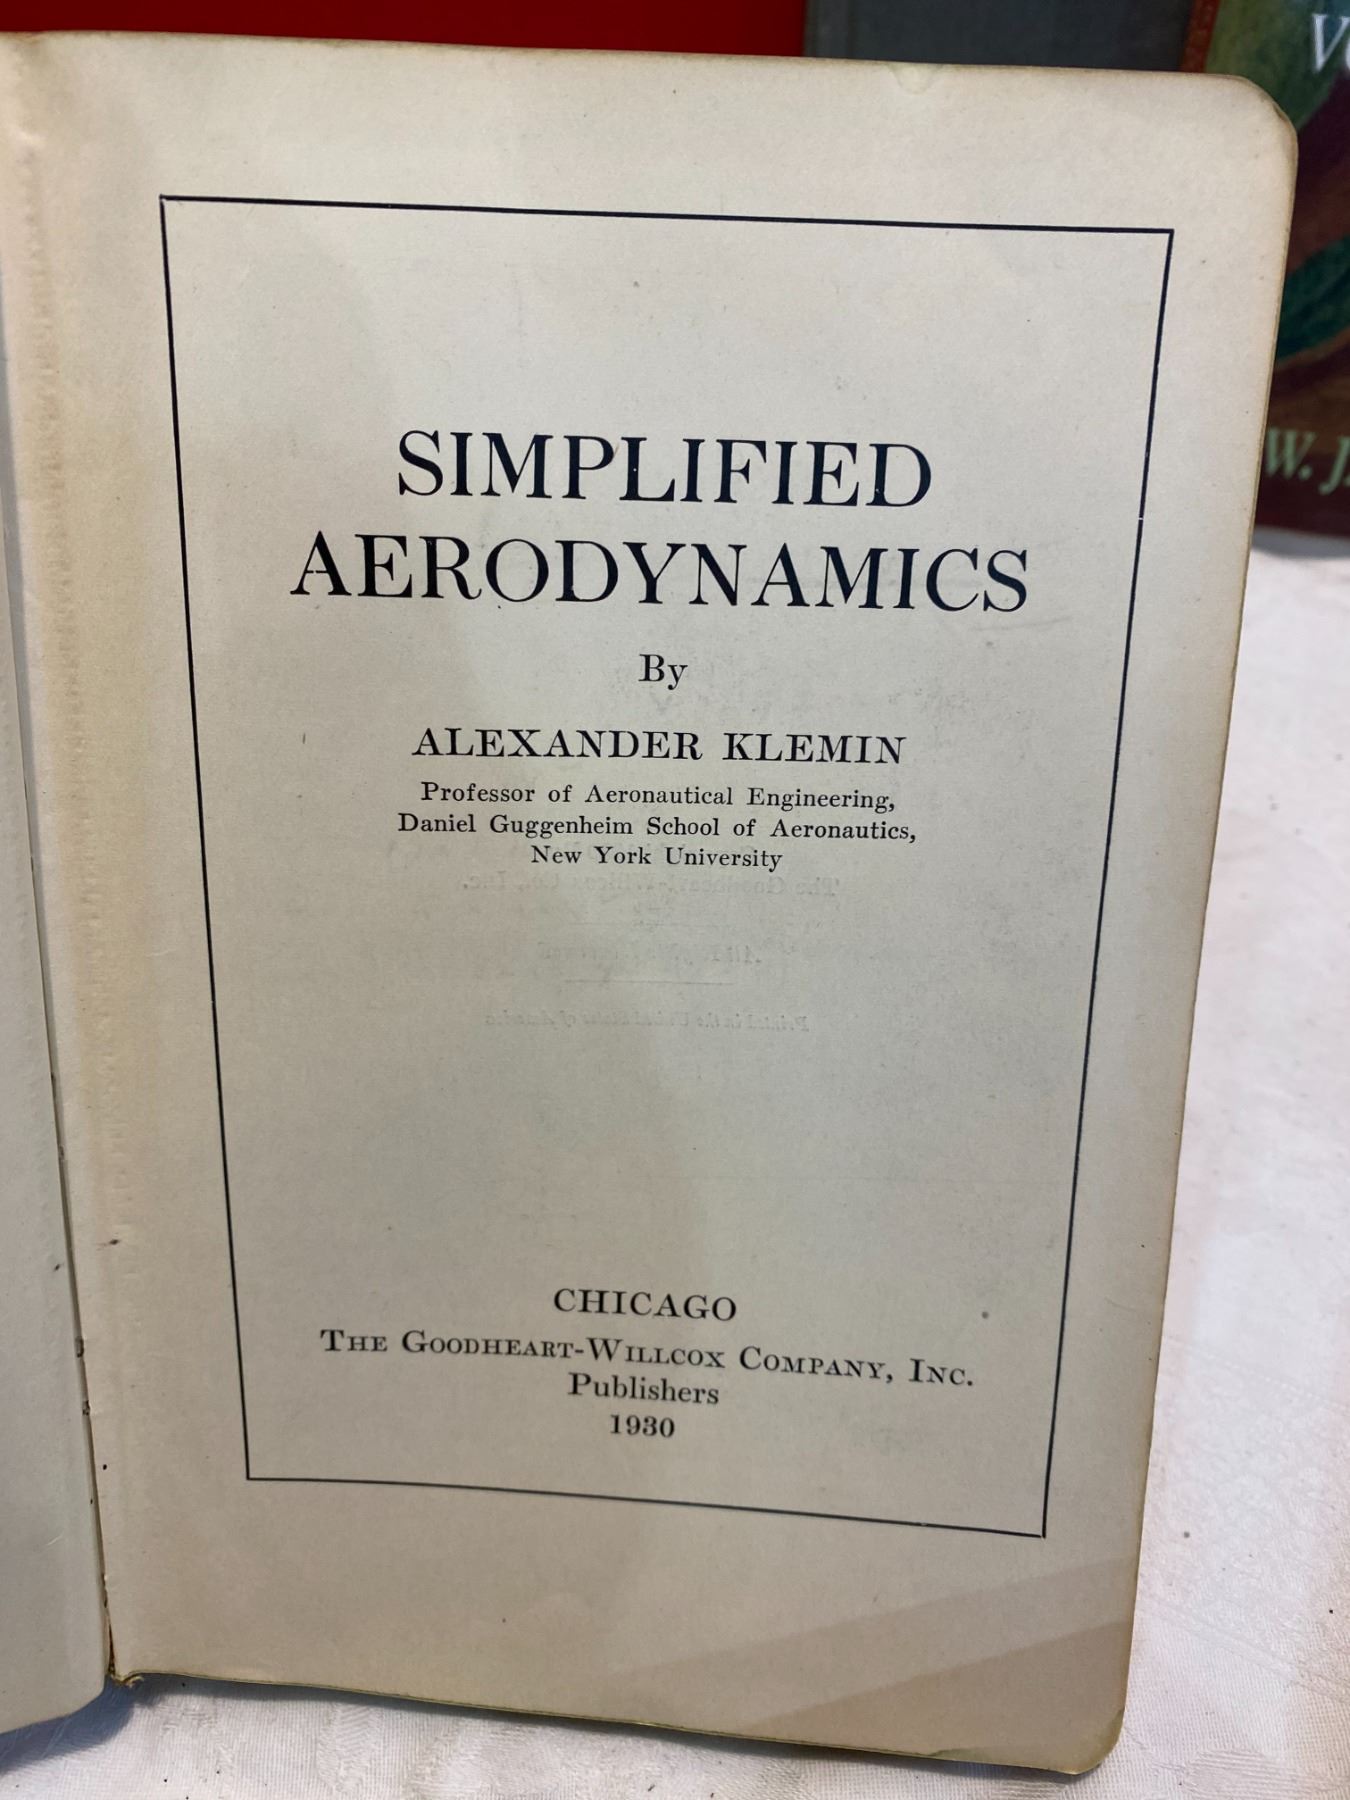 SIMPLIFIED
AERODYNAMICS
By
ALEXANDER KLEMIN
Professor of Aeronautical Engineering,
Daniel Guggenheim School of Aeronautics,
New York University
CHICAGO
THE GOODHEART-WILLCOX COMPANY, INC.
Publishers
1930
W. J.